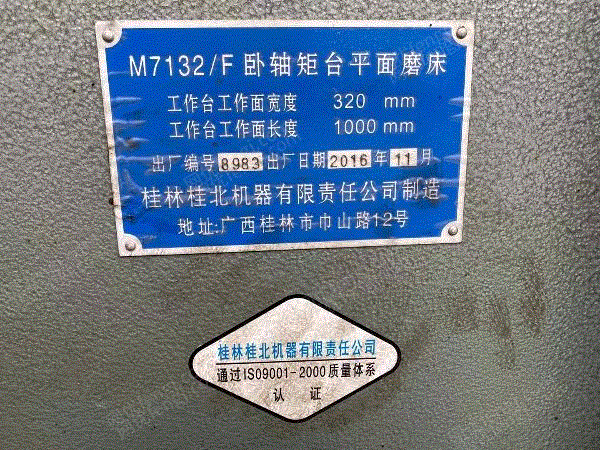 M7132/F 卧轴矩台平面磨床
工作台工作面宽度 320 mm
工作台工作面长度 1000 mm
出厂编号 8983 出厂日期 2016 年 11 月
桂林桂北机器有限责任公司制造
地址:广西桂林市巾山路12号
桂林桂北机器有限责任公司
通过ISO9001-2000质量体系
认 证